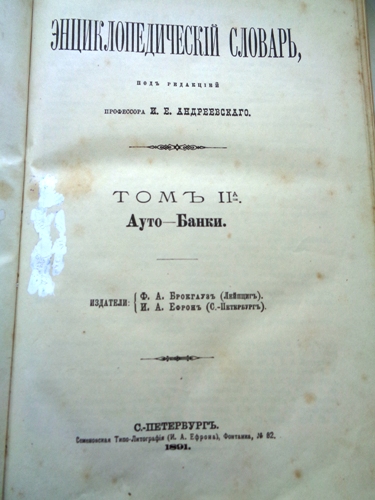 ЭНЦИКЛОПЕДИЧЕСКІЙ СЛОВАРЬ,
ПОДЪ РЕДАКЦІЕЙ
ПРОФЕССОРА И. Е. АНДРЕЕВСКАГО.
ТОМЪ IIА.
Ауто—Банки.
ИЗДАТЕЛИ: { Ф. А. БРОКГАУЗЪ (ЛЕЙПЦИГЪ).
И. А. ЕФРОНЪ (С.-ПЕТЕРБУРГЪ).
С.-ПЕТЕРБУРГЪ.
Семеновская Типо-Литографія (И. А. Ефрона), Фонтанка, № 92.
1891.